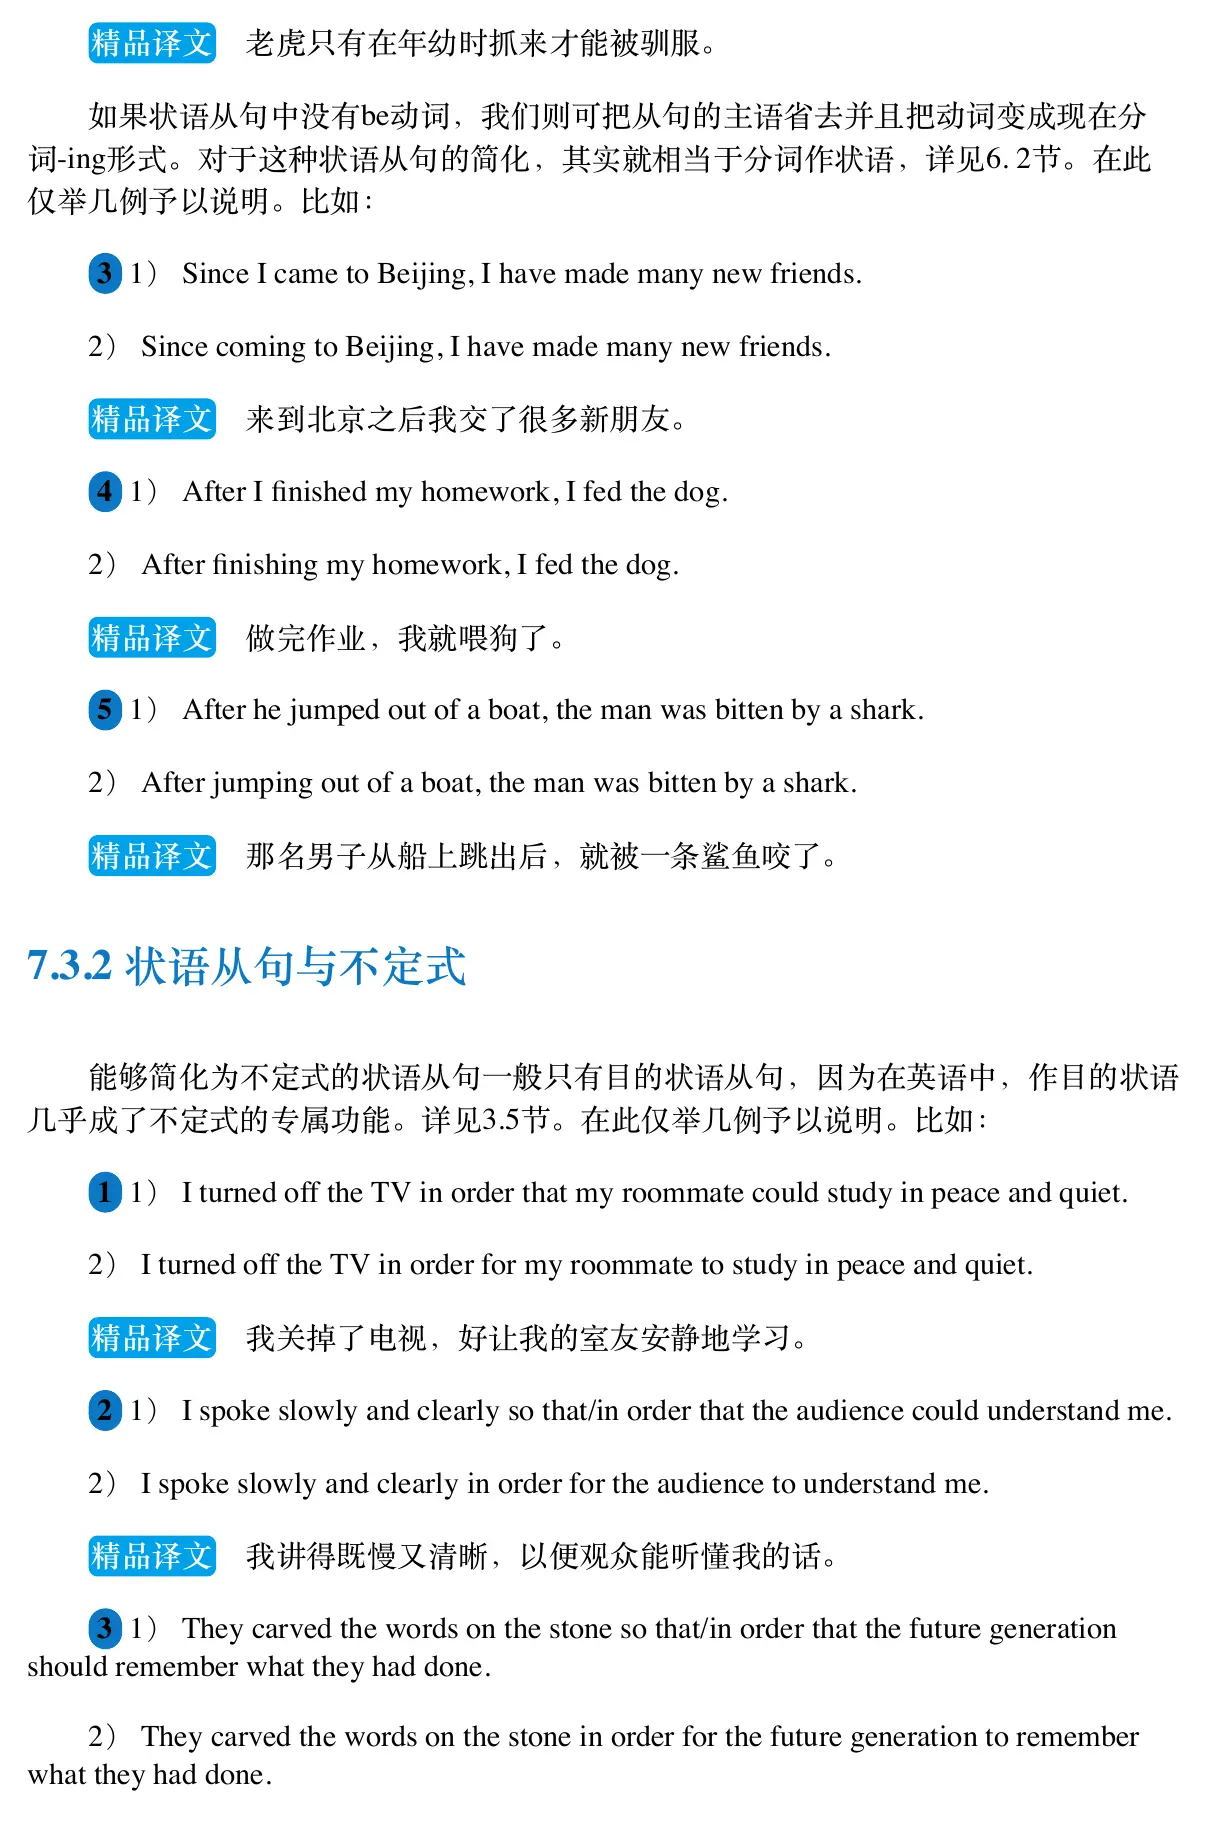 精品译文 老虎只有在年幼时抓来才能被驯服。
如果状语从句中没有be动词，我们则可把从句的主语省去并且把动词变成现在分
词-ing形式。对于这种状语从句的简化，其实就相当于分词作状语，详见6. 2节。在此
仅举几例予以说明。比如：
3 1） Since I came to Beijing, I have made many new friends.
2） Since coming to Beijing, I have made many new friends.
精品译文 来到北京之后我交了很多新朋友。
4 1） After I finished my homework, I fed the dog.
2） After finishing my homework, I fed the dog.
精品译文 做完作业，我就喂狗了。
5 1） After he jumped out of a boat, the man was bitten by a shark.
2） After jumping out of a boat, the man was bitten by a shark.
精品译文 那名男子从船上跳出后，就被一条鲨鱼咬了。
7.3.2 状语从句与不定式
能够简化为不定式的状语从句一般只有目的状语从句，因为在英语中，作目的状语
几乎成了不定式的专属功能。详见3.5节。在此仅举几例予以说明。比如：
1 1） I turned off the TV in order that my roommate could study in peace and quiet.
2） I turned off the TV in order for my roommate to study in peace and quiet.
精品译文 我关掉了电视，好让我的室友安静地学习。
2 1） I spoke slowly and clearly so that/in order that the audience could understand me.
2） I spoke slowly and clearly in order for the audience to understand me.
精品译文 我讲得既慢又清晰，以便观众能听懂我的话。
3 1） They carved the words on the stone so that/in order that the future generation
should remember what they had done.
2） They carved the words on the stone in order for the future generation to remember
what they had done.